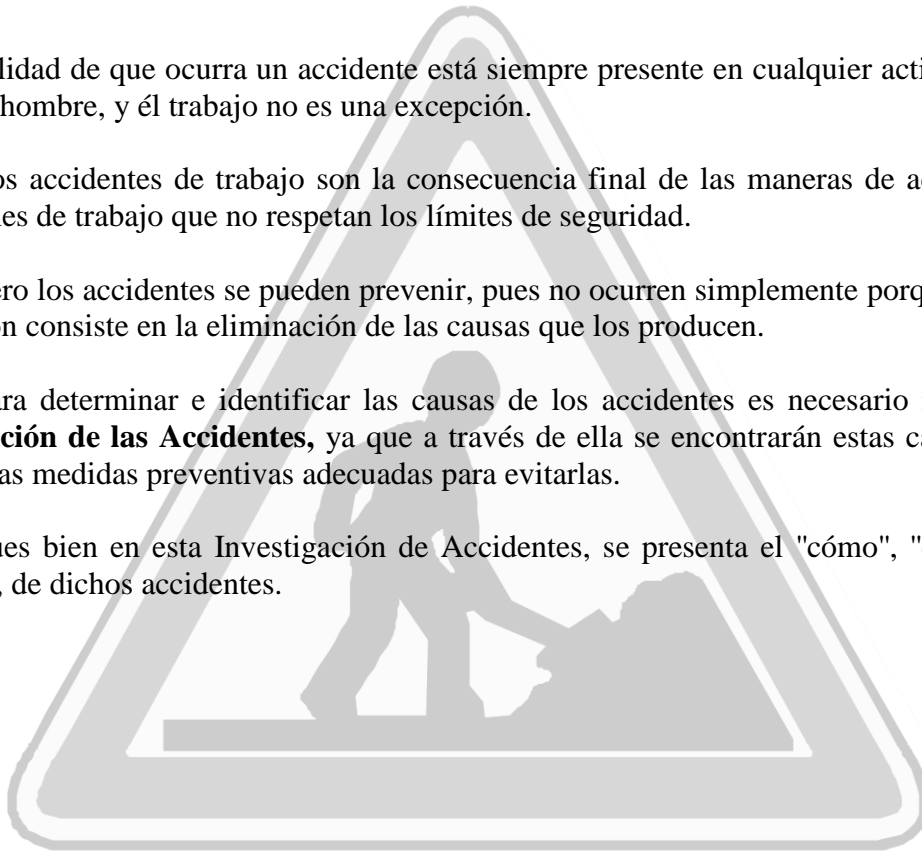 lidad de que ocurra un accidente está siempre presente en cualquier acti
hombre, y él trabajo no es una excepción.
os accidentes de trabajo son la consecuencia final de las maneras de a
es de trabajo que no respetan los límites de seguridad.
ero los accidentes se pueden prevenir, pues no ocurren simplemente porq
ón consiste en la eliminación de las causas que los producen.
ara determinar e identificar las causas de los accidentes es necesario
ción de las Accidentes, ya que a través de ella se encontrarán estas ca
as medidas preventivas adecuadas para evitarlas.
ues bien en esta Investigación de Accidentes, se presenta el "cómo", "
, de dichos accidentes.